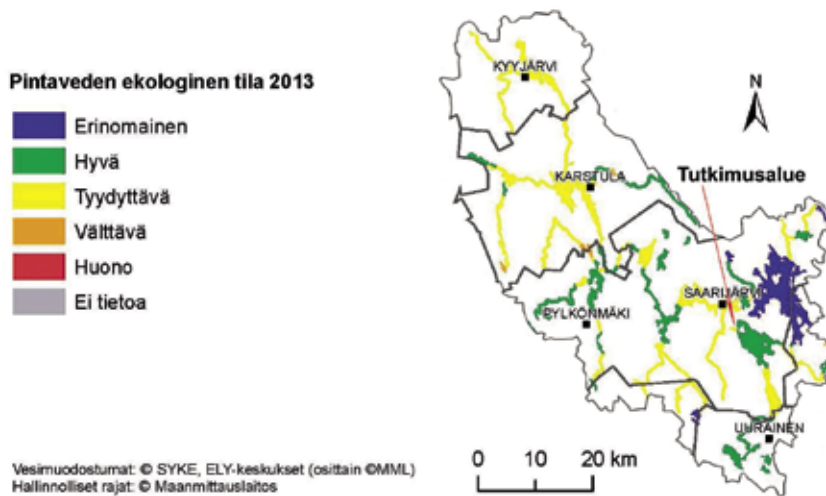 Pintaveden ekologinen tila 2013
Erinomainen
Hyvä
Tyydyttävä
Välttävä
Huono
Ei tietoa
KYYJÄRVI
N
KARSTULA
Tutkimusalue
SAARIJÄRVI
PYLKÖNMÄKI
UURAINEN
0 10 20 km
Vesimuodostumat: © SYKE, ELY-keskukset (osittain ©MML)
Hallinnolliset rajat: © Maanmittauslaitos